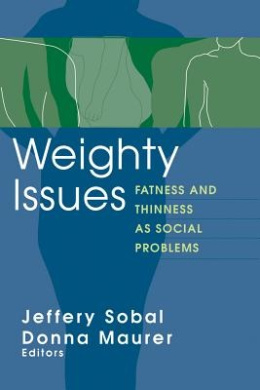 Weighty
Issues
FATNESS AND
THINNESS
AS SOCIAL
PROBLEMS
Jeffery Sobal
Donna Maurer
Editors